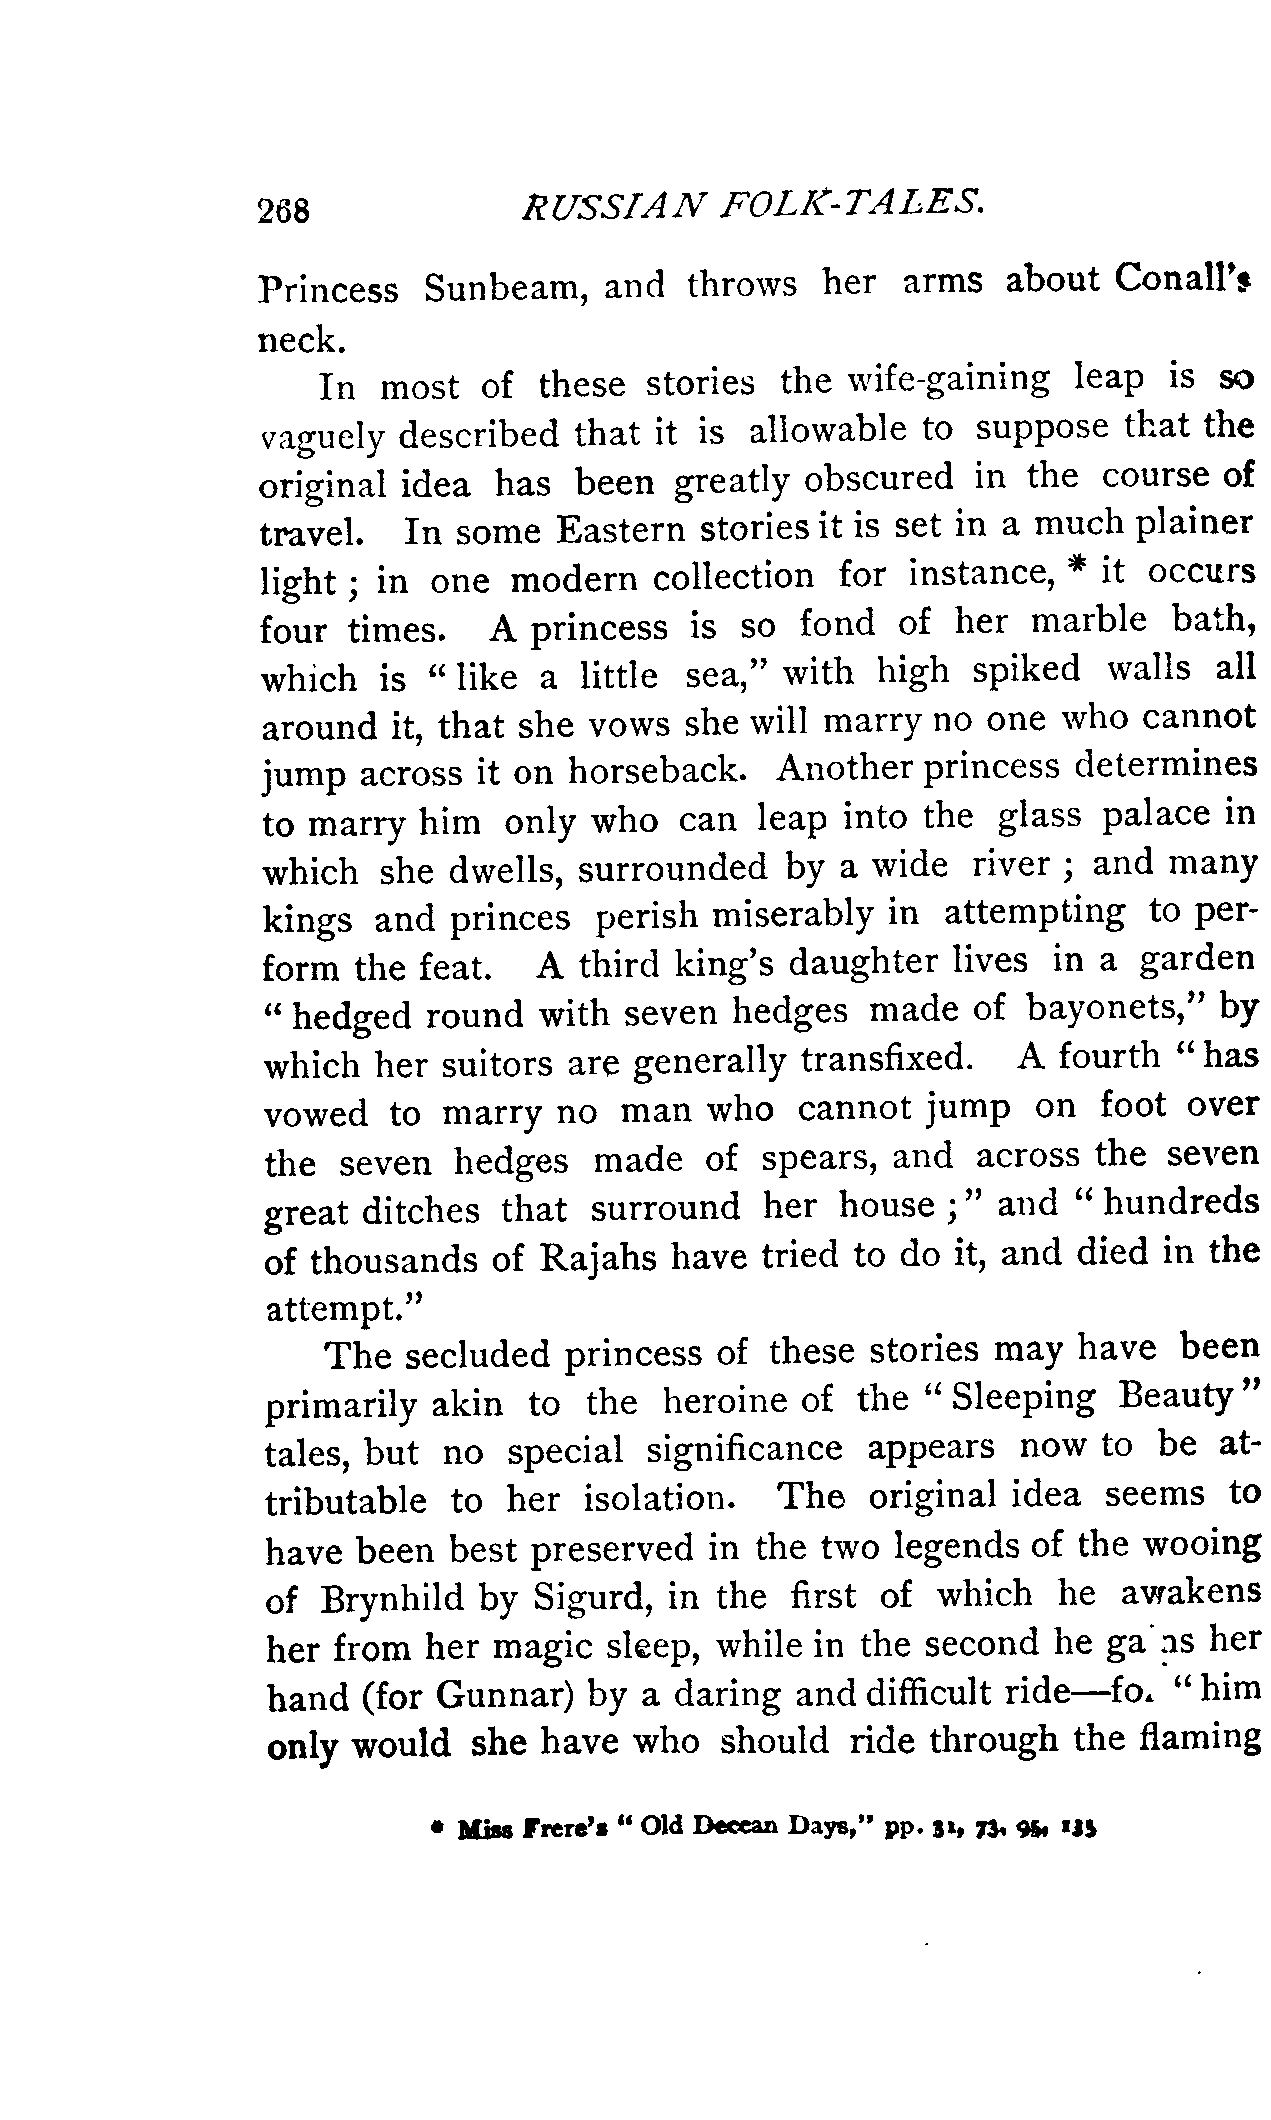 268 RUSSIAN FOLK-TALES.
Princess Sunbeam, and throws her arms about Conall's
neck.
In most of these stories the wife-gaining leap is so
vaguely described that it is allowable to suppose that the
original idea has been greatly obscured in the course of
travel. In some Eastern stories it is set in a much plainer
light ; in one modern collection for instance, * it occurs
four times. A princess is so fond of her marble bath,
which is “ like a little sea,” with high spiked walls all
around it, that she vows she will marry no one who cannot
jump across it on horseback. Another princess determines
to marry him only who can leap into the glass palace in
which she dwells, surrounded by a wide river ; and many
kings and princes perish miserably in attempting to per-
form the feat. A third king's daughter lives in a garden
“ hedged round with seven hedges made of bayonets,” by
which her suitors are generally transfixed. A fourth “ has
vowed to marry no man who cannot jump on foot over
the seven hedges made of spears, and across the seven
great ditches that surround her house ;” and “ hundreds
of thousands of Rajahs have tried to do it, and died in the
attempt.”
The secluded princess of these stories may have been
primarily akin to the heroine of the “ Sleeping Beauty”
tales, but no special significance appears now to be at-
tributable to her isolation. The original idea seems to
have been best preserved in the two legends of the wooing
of Brynhild by Sigurd, in the first of which he awakens
her from her magic sleep, while in the second he gains her
hand (for Gunnar) by a daring and difficult ride—for “ him
only would she have who should ride through the flaming
* Miss Frere's “ Old Deccan Days,” pp. 31, 73, 95, 135